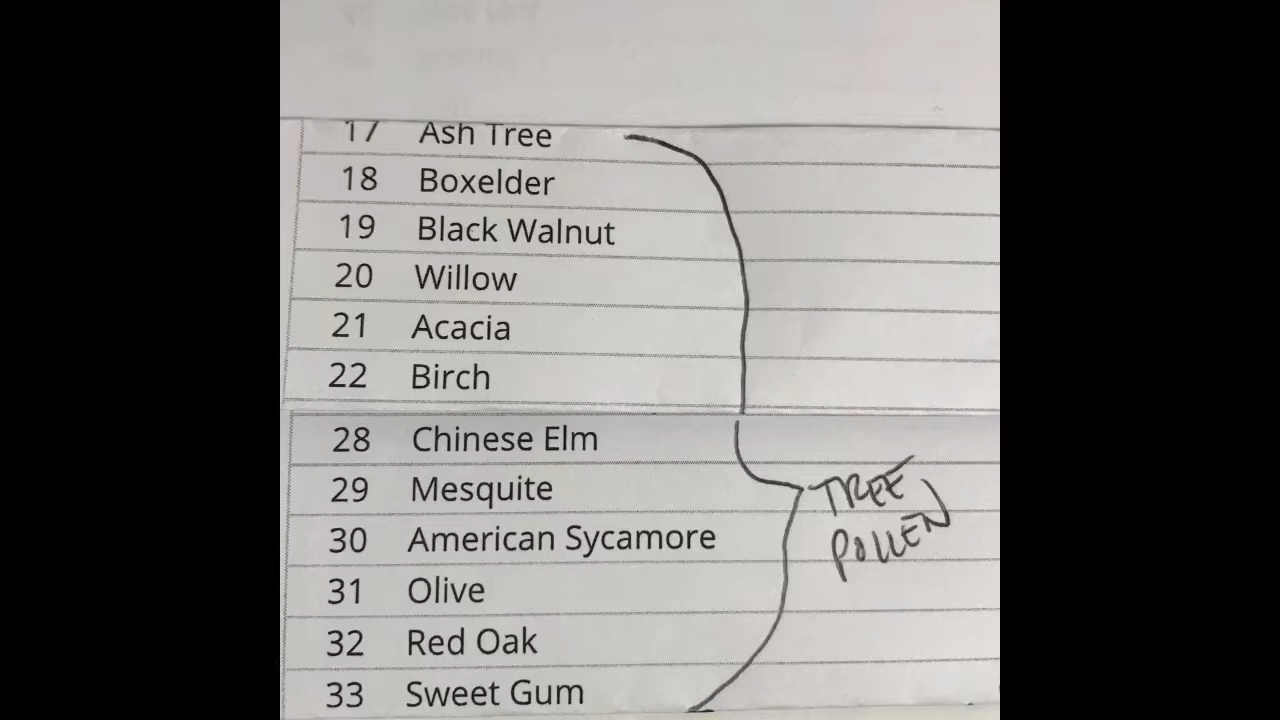 17 Ash Tree
18 Boxelder
19 Black Walnut
20 Willow
21 Acacia
22 Birch
28 Chinese Elm
29 Mesquite
30 American Sycamore
31 Olive
32 Red Oak
33 Sweet Gum
TREE
POLLEN